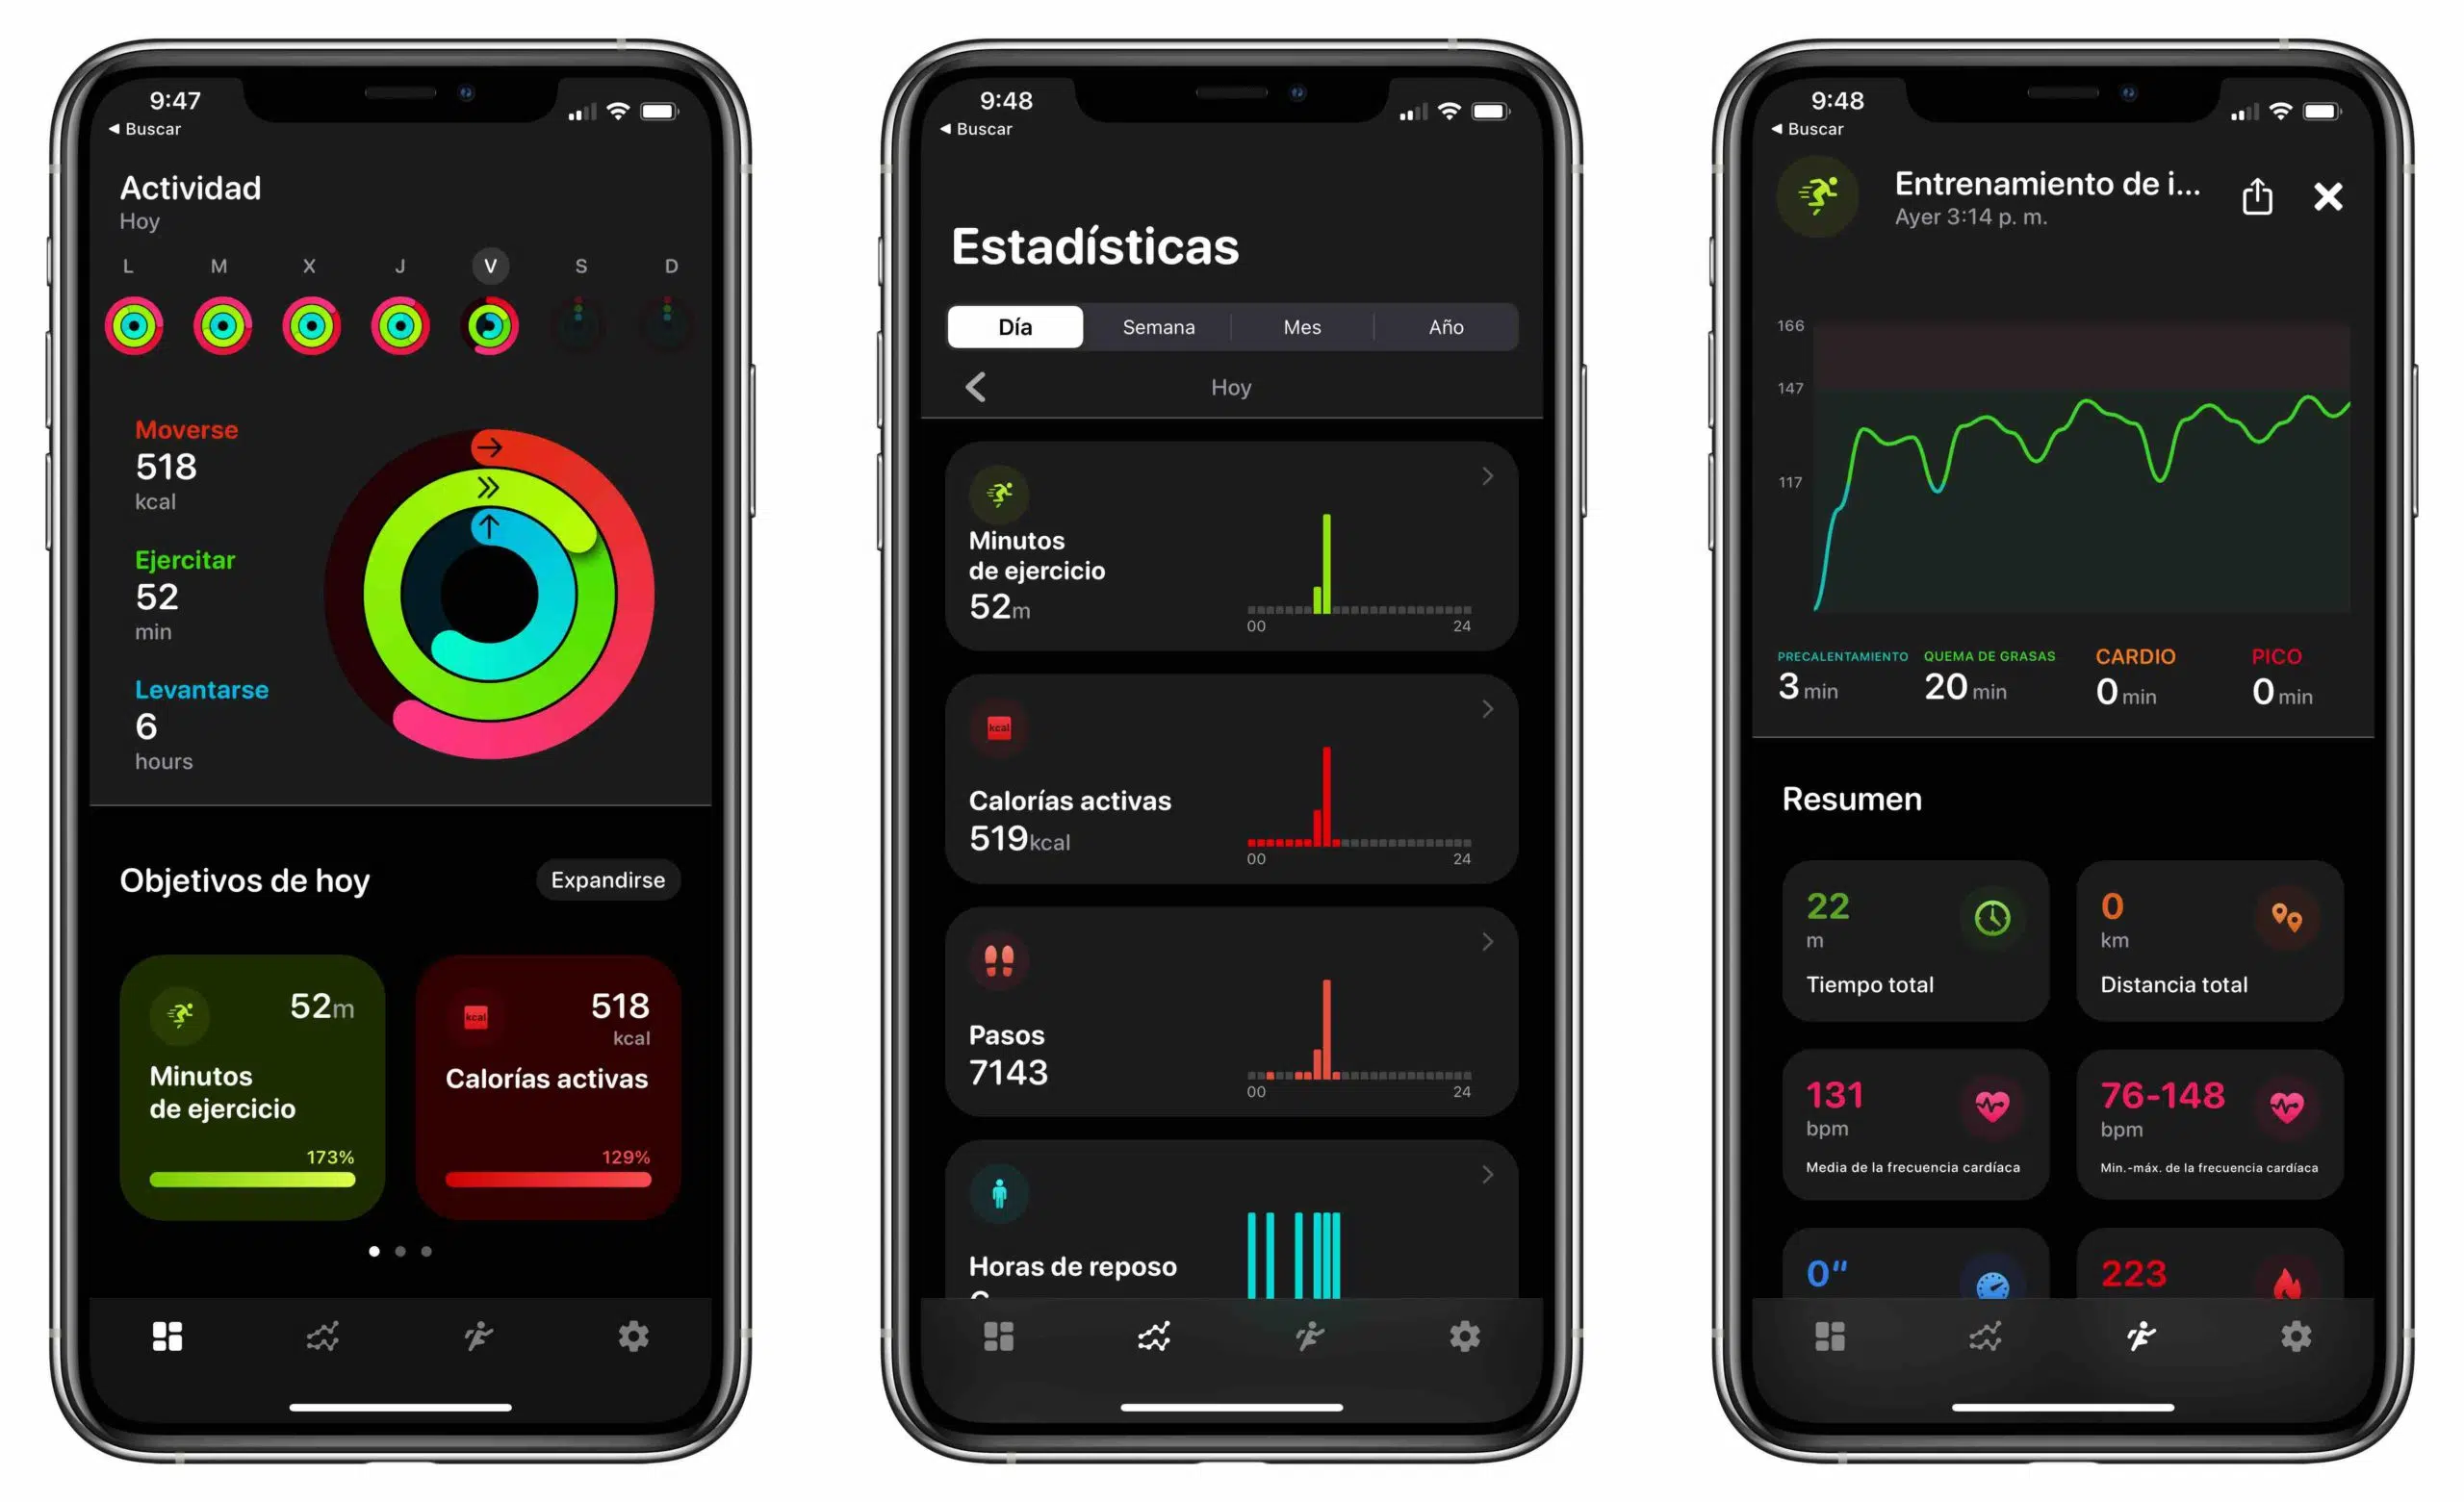 9:47
◀ Buscar
Actividad
Hoy
L M X J V S D
Moverse
518
kcal
Ejercitar
52
min
Levantarse
6
hours
Objetivos de hoy
Expandirse
52m
Minutos
de ejercicio
173%
kcal
518
kcal
Calorías activas
129%
9:48
◀ Buscar
Estadísticas
Día Semana Mes Año
Hoy
Minutos
de ejercicio
52m
00 24
kcal
Calorías activas
519kcal
00 24
Pasos
7143
00 24
Horas de reposo
9:48
◀ Buscar
Entrenamiento de i...
Ayer 3:14 p. m.
166
147
117
PRECALENTAMIENTO QUEMA DE GRASAS CARDIO PICO
3 min 20 min 0 min 0 min
Resumen
22
m
Tiempo total
0
km
Distancia total
131
bpm
Media de la frecuencia cardíaca
76-148
bpm
Min.-máx. de la frecuencia cardíaca
0"
223